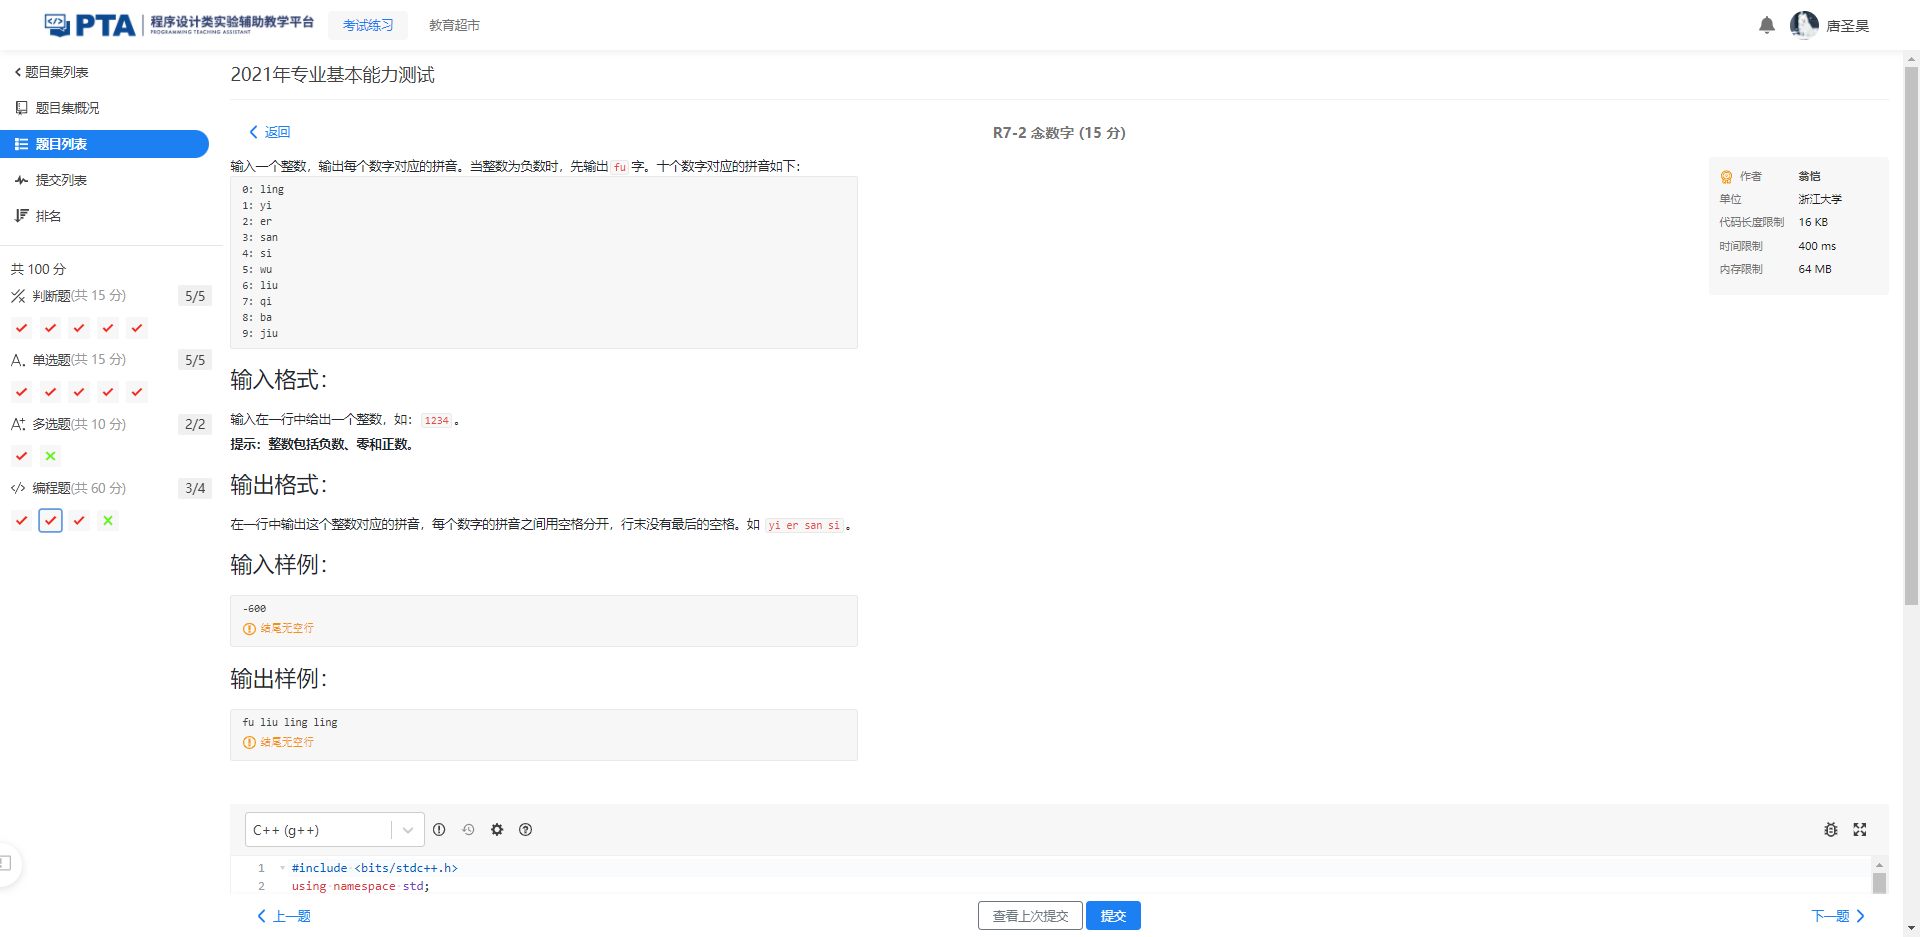 PTA 程序设计类实验辅助教学平台 PROGRAMMING TEACHING ASSISTANT 考试练习 教育超市 唐圣昊
题目集列表
题目集概况
题目列表
提交列表
排名
共 100 分
判断题(共 15 分) 5/5
A. 单选题(共 15 分) 5/5
多选题(共 10 分) 2/2
编程题(共 60 分) 3/4
2021年专业基本能力测试
返回
R7-2 念数字 (15 分)
输入一个整数，输出每个数字对应的拼音。当整数为负数时，先输出 fu 字。十个数字对应的拼音如下：
0: ling
1: yi
2: er
3: san
4: si
5: wu
6: liu
7: qi
8: ba
9: jiu
作者 翁恺
单位 浙江大学
代码长度限制 16 KB
时间限制 400 ms
内存限制 64 MB
输入格式：
输入在一行中给出一个整数，如： 1234 。
提示：整数包括负数、零和正数。
输出格式：
在一行中输出这个整数对应的拼音，每个数字的拼音之间用空格分开，行末没有最后的空格。如 yi er san si 。
输入样例：
-600
结尾无空行
输出样例：
fu liu ling ling
结尾无空行
C++ (g++)
1 #include <bits/stdc++.h>
2 using namespace std;
上一题
查看上次提交 提交
下一题